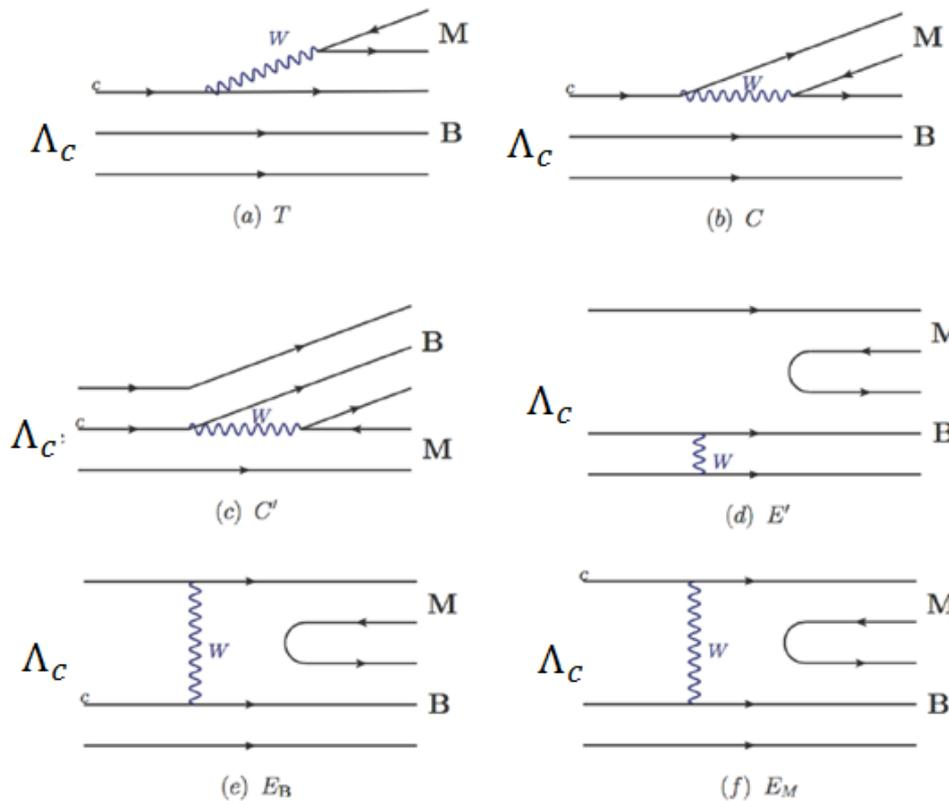 W M
c
Λc B
(a) T
W M
c
Λc B
(b) C
B
W
Λc: c
M
(c) C′
M
Λc
B
W
(d) E′
M
W
Λc
c B
(e) EB
c
M
W
Λc
B
(f) EM